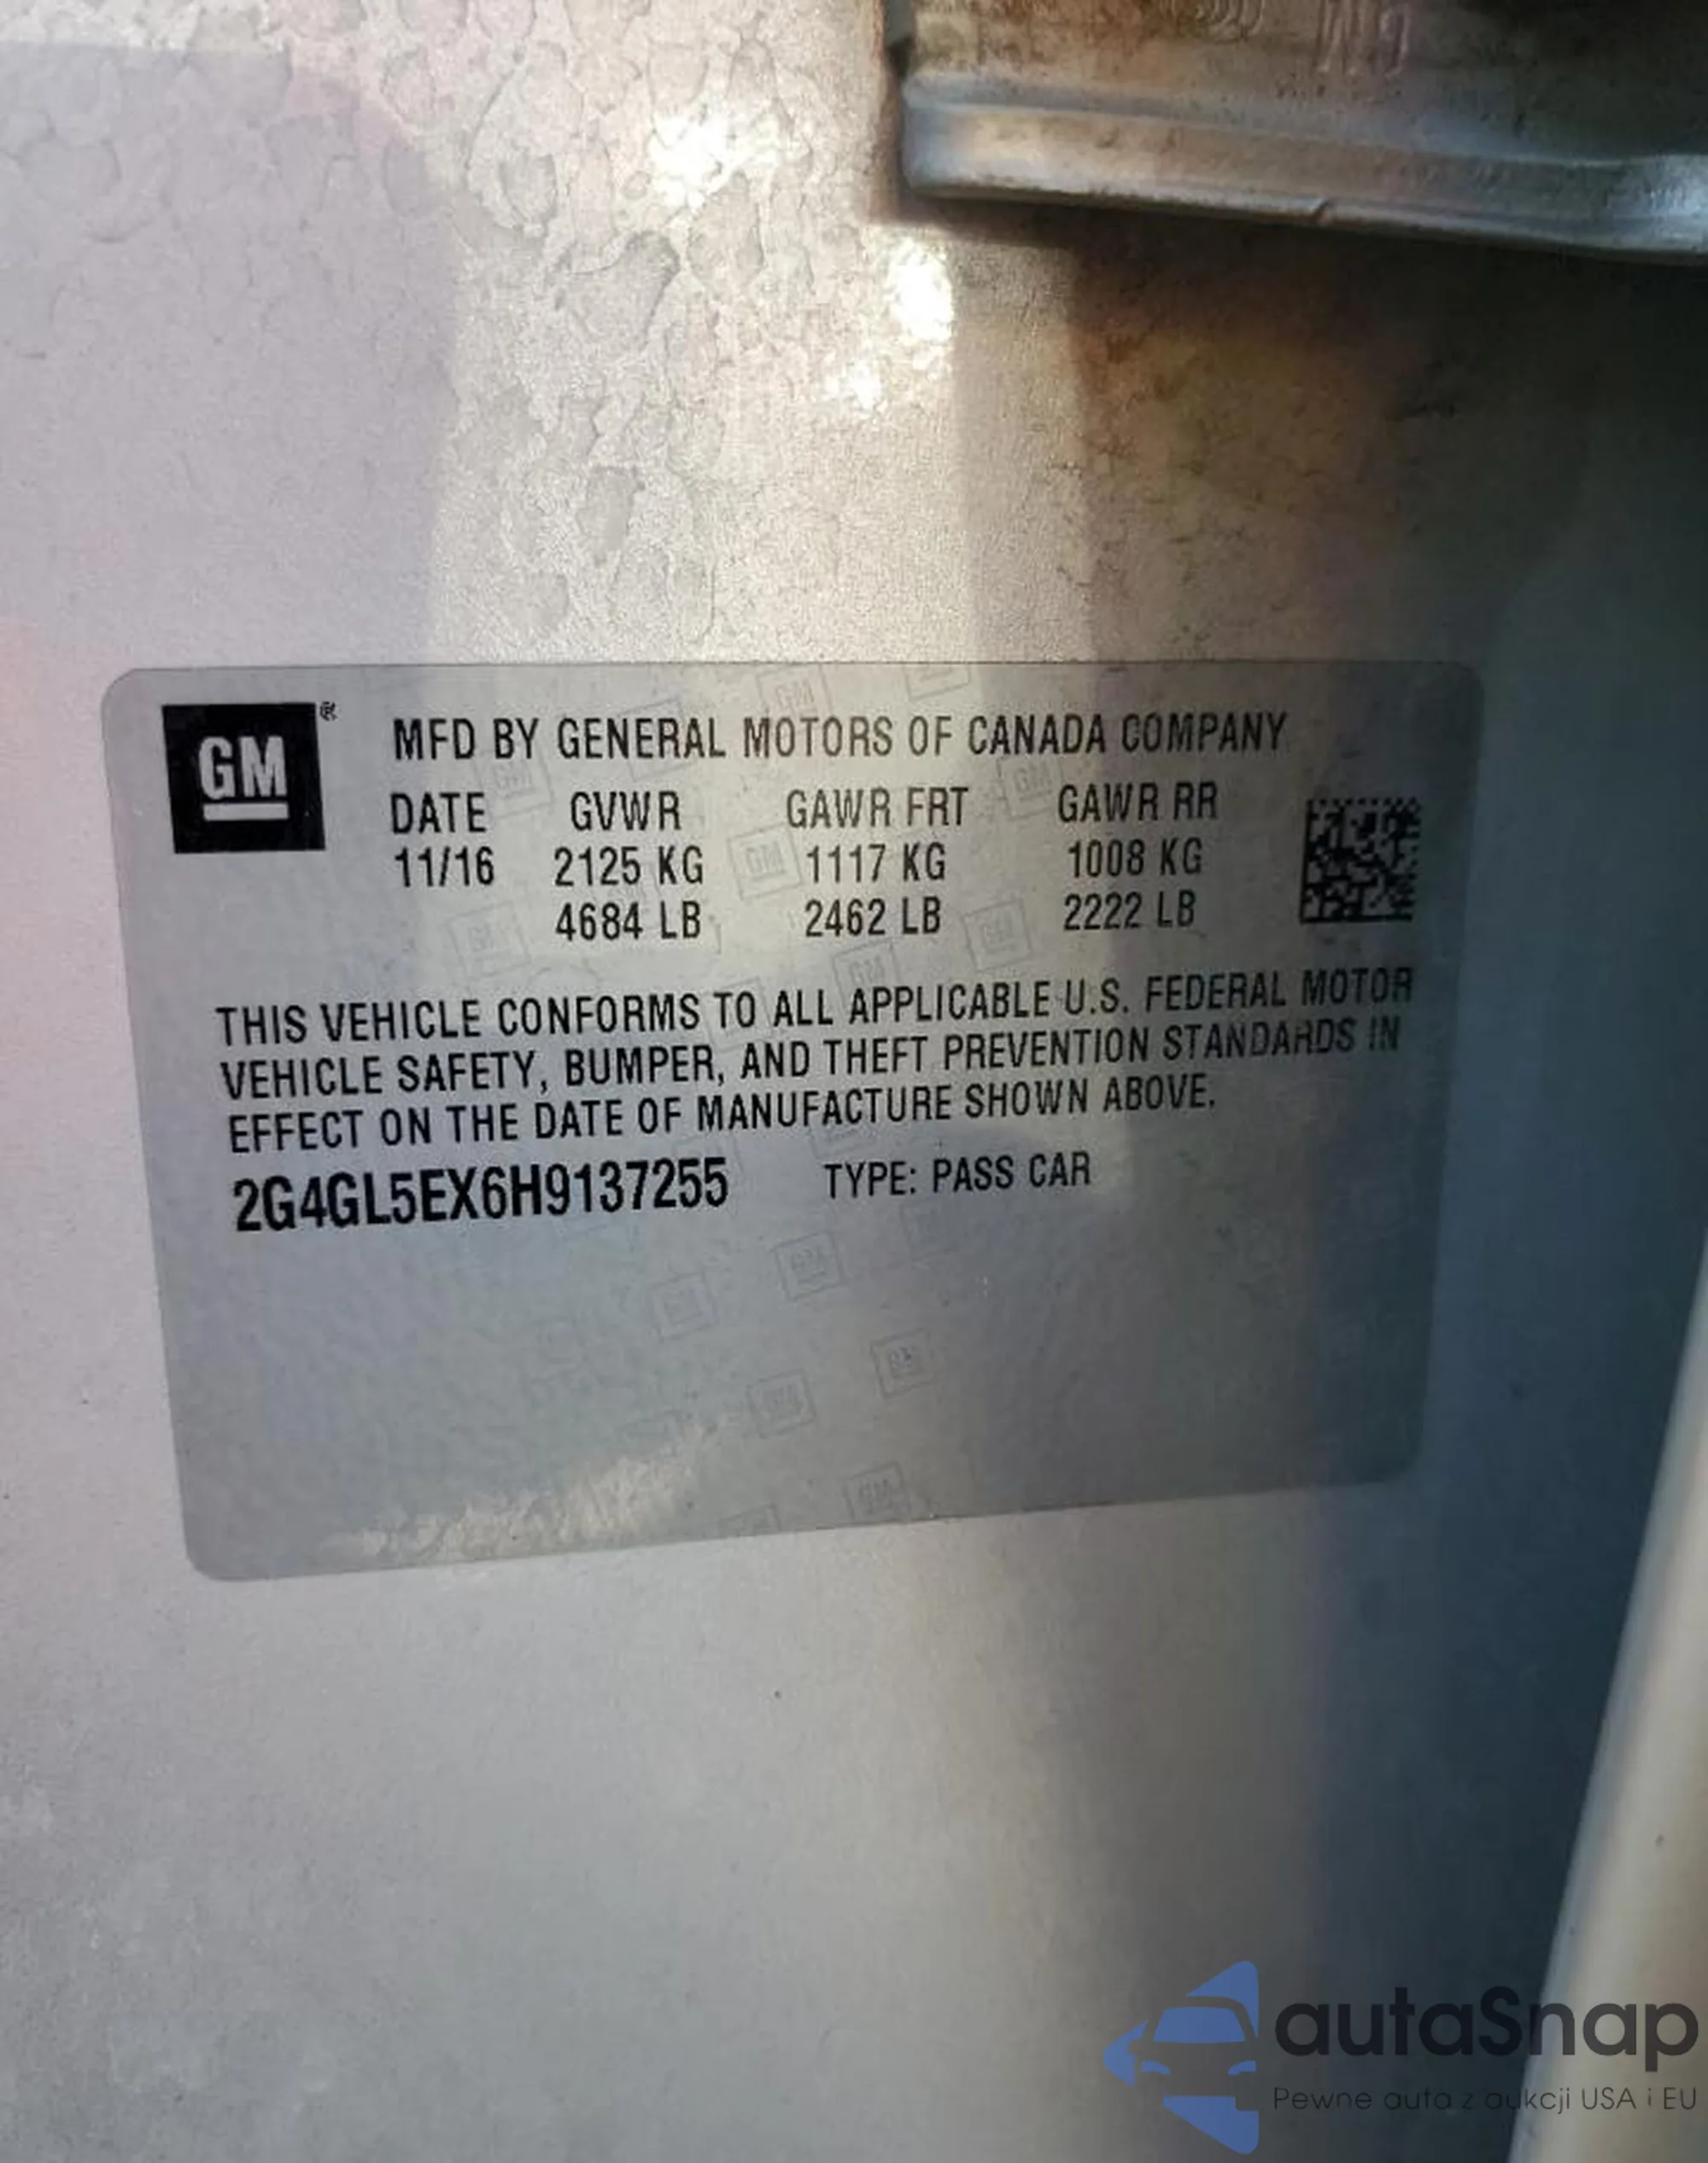 GM
GM ®
MFD BY GENERAL MOTORS OF CANADA COMPANY
DATE GVWR GAWR FRT GAWR RR
11/16 2125 KG 1117 KG 1008 KG
4684 LB 2462 LB 2222 LB
THIS VEHICLE CONFORMS TO ALL APPLICABLE U.S. FEDERAL MOTOR
VEHICLE SAFETY, BUMPER, AND THEFT PREVENTION STANDARDS IN
EFFECT ON THE DATE OF MANUFACTURE SHOWN ABOVE.
2G4GL5EX6H9137255 TYPE: PASS CAR
autaSnap
Pewne auta z aukcji USA i EU